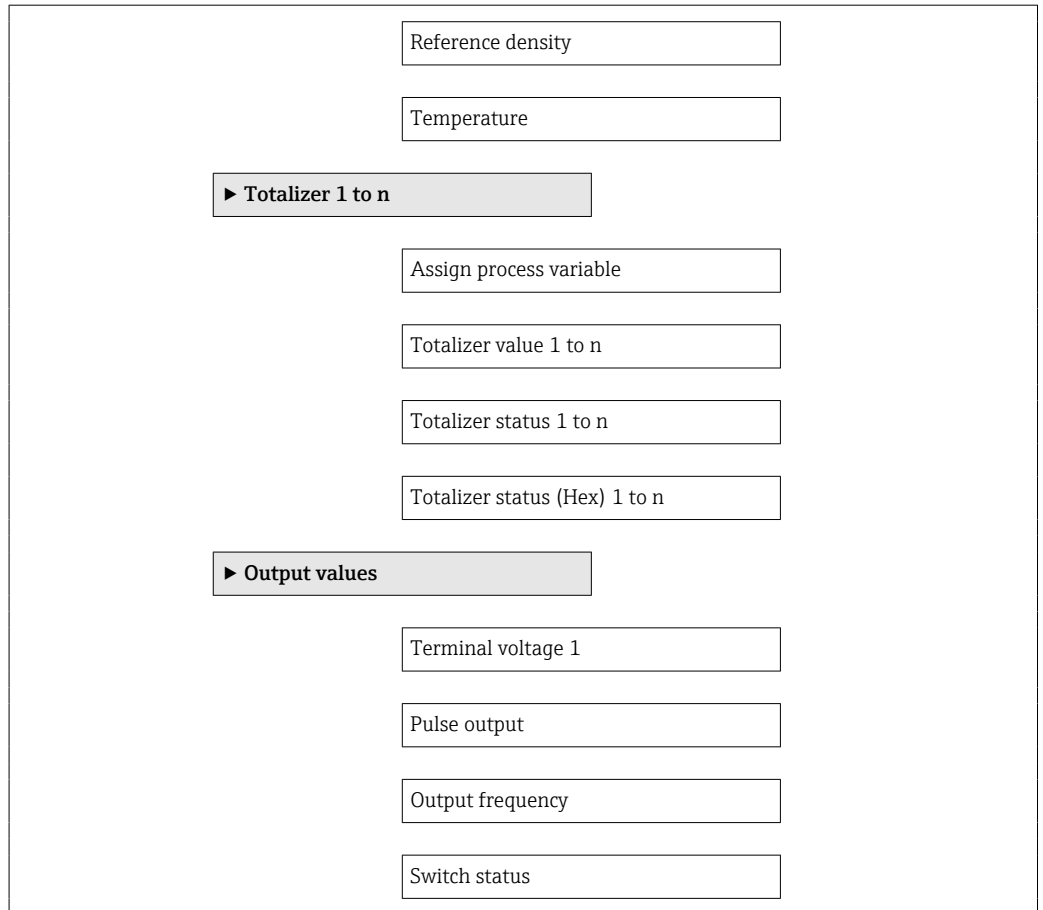 Reference density
Temperature
▶ Totalizer 1 to n
Assign process variable
Totalizer value 1 to n
Totalizer status 1 to n
Totalizer status (Hex) 1 to n
▶ Output values
Terminal voltage 1
Pulse output
Output frequency
Switch status